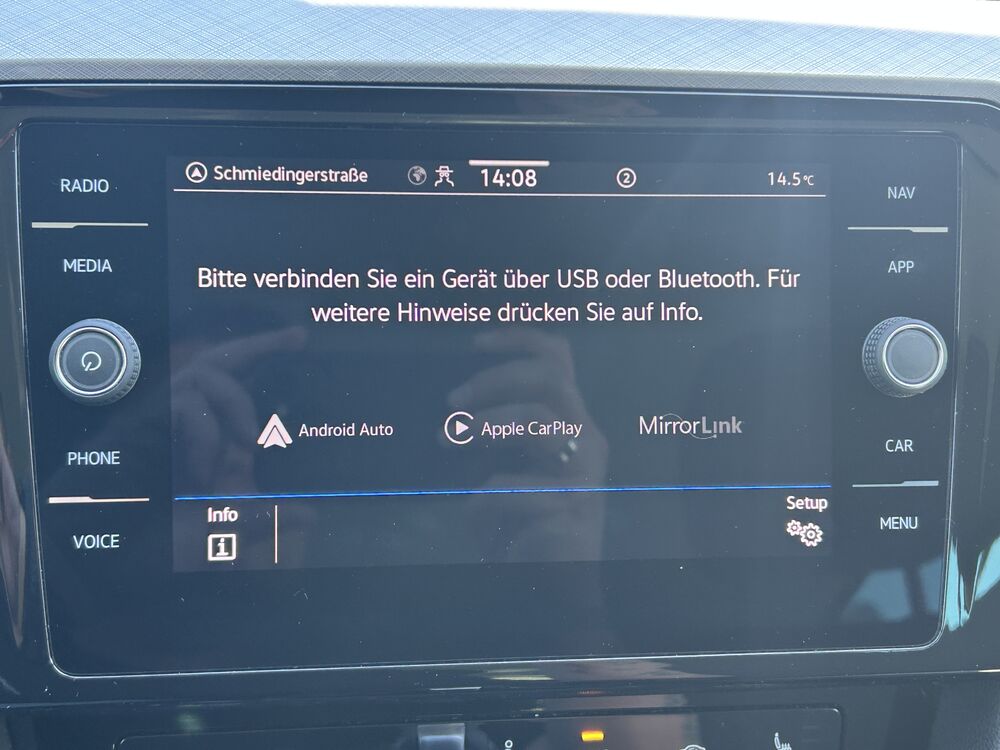 RADIO
MEDIA
PHONE
VOICE
Schmiedingerstraße
14:08
2
14.5°C
Bitte verbinden Sie ein Gerät über USB oder Bluetooth. Für
weitere Hinweise drücken Sie auf Info.
Android Auto
Apple CarPlay
MirrorLink
Info
Setup
NAV
APP
CAR
MENU